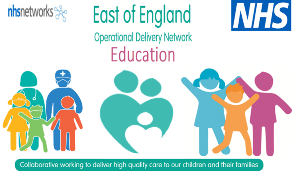 nhsnetworks
East of England
NHS
Operational Delivery Network
Education
Collaborative working to deliver high quality care to our children and their families